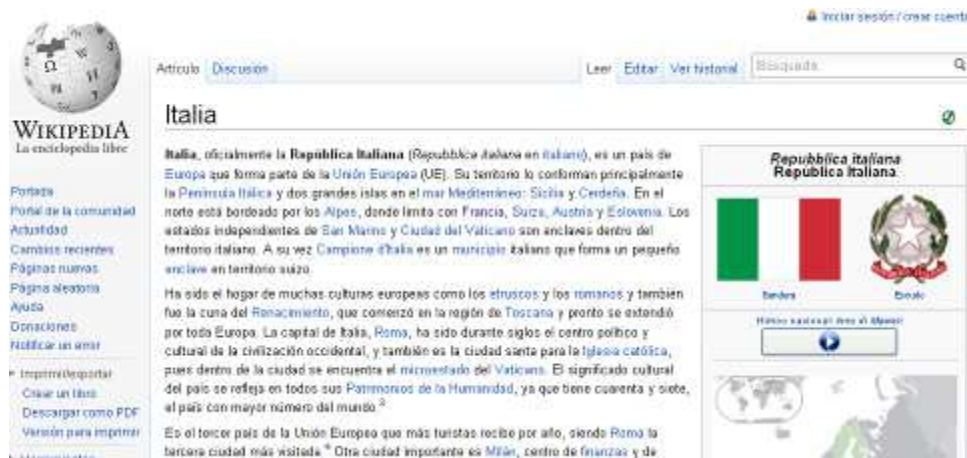 Iniciar sesión / crear cuenta
Artículo Discusión
Leer Editar Ver historial
Búsqueda
WIKIPEDIA
La enciclopedia libre
Portada
Portal de la comunidad
Actualidad
Cambios recientes
Páginas nuevas
Página aleatoria
Ayuda
Donaciones
Notificar un error
Imprimir/exportar
Crear un libro
Descargar como PDF
Versión para imprimir
Italia
Italia, oficialmente la República Italiana (Repubblica italiana en italiano), es un país de
Europa que forma parte de la Unión Europea (UE). Su territorio lo conforman principalmente
la Península Itálica y dos grandes islas en el mar Mediterráneo: Sicilia y Cerdeña. En el
norte está bordeado por los Alpes, donde limita con Francia, Suiza, Austria y Eslovenia. Los
estados independientes de San Marino y Ciudad del Vaticano son enclaves dentro del
territorio italiano. A su vez Campione d'Italia es un municipio italiano que forma un pequeño
enclave en territorio suizo.
Ha sido el hogar de muchas culturas europeas como los etruscos y los romanos y también
fue la cuna del Renacimiento, que comenzó en la región de Toscana y pronto se extendió
por toda Europa. La capital de Italia, Roma, ha sido durante siglos el centro político y
cultural de la civilización occidental, y también es la ciudad santa para la Iglesia católica,
pues dentro de la ciudad se encuentra el microestado del Vaticano. El significado cultural
del país se refleja en todos sus Patrimonios de la Humanidad, ya que tiene cuarenta y siete,
el país con mayor número del mundo
Es el tercer país de la Unión Europea que más turistas recibe por año, siendo Roma la
tercera ciudad más visitada. Otra ciudad importante es Milán, centro de finanzas y de
Repubblica italiana
República Italiana
Bandera Escudo
Himno nacional: